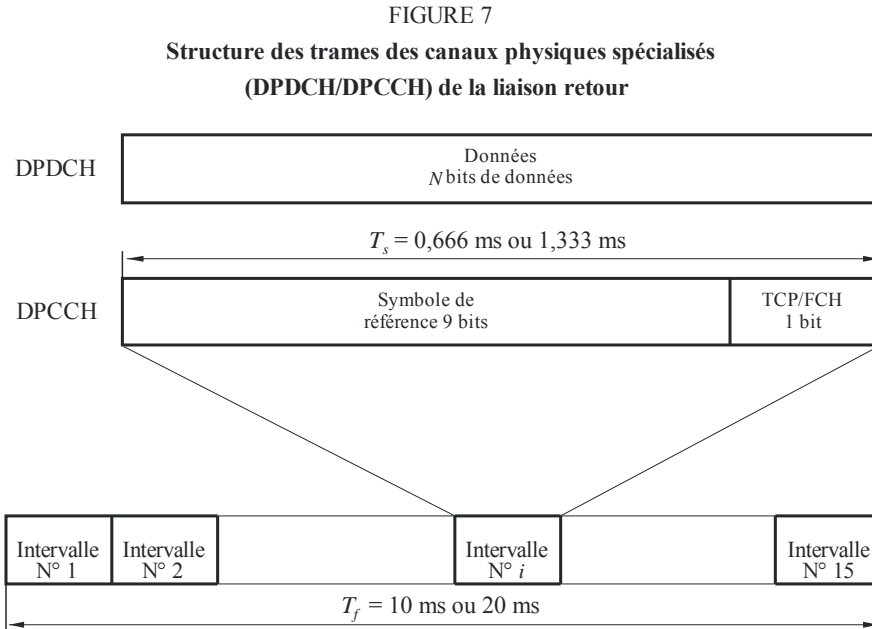 FIGURE 7
Structure des trames des canaux physiques spécialisés
(DPDCH/DPCCH) de la liaison retour
DPDCH
Données
N bits de données
T_s = 0,666 ms ou 1,333 ms
DPCCH
Symbole de
référence 9 bits
TCP/FCH
1 bit
Intervalle
N° 1
Intervalle
N° 2
Intervalle
N° i
Intervalle
N° 15
T_f = 10 ms ou 20 ms